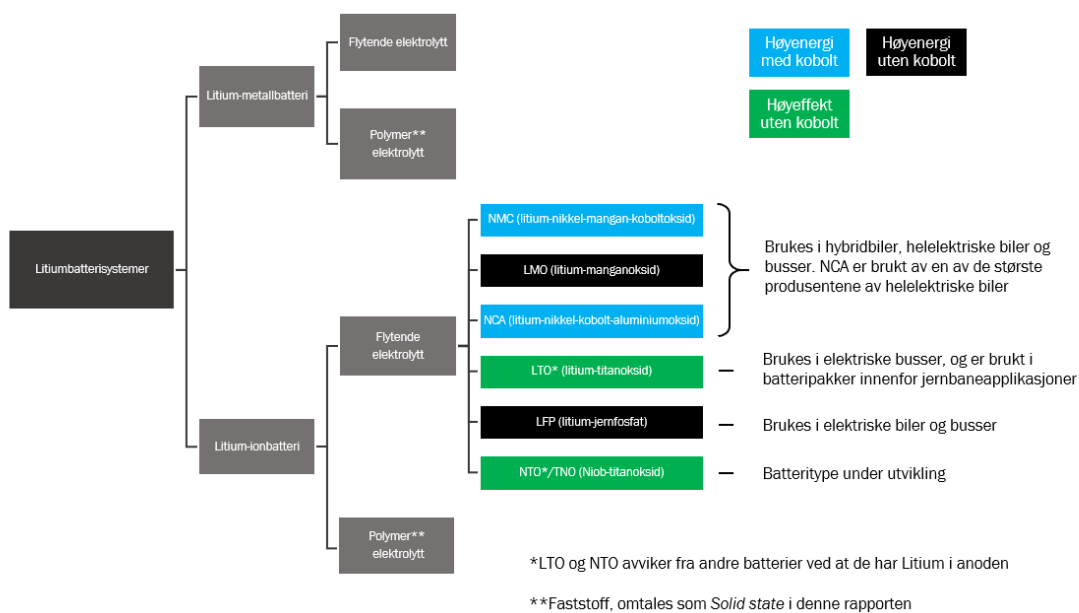 Flytende elektrolytt
Litium-metallbatteri
Polymer**
elektrolytt
Litiumbatterisystemer
Litium-ionbatteri
Flytende
elektrolytt
Polymer**
elektrolytt
NMC (litium-nikkel-mangan-koboltoksid)
LMO (litium-manganoksid)
NCA (litium-nikkel-kobolt-aluminiumoksid)
LTO* (litium-titanoksid)
LFP (litium-jernfosfat)
NTO*/TNO (Niob-titanoksid)
Høyenergi
med kobolt
Høyenergi
uten kobolt
Høyeffekt
uten kobolt
Brukes i hybridbiler, helelektriske biler og
busser. NCA er brukt av en av de største
produsentene av helelektriske biler
Brukes i elektriske busser, og er brukt i
batteripakker innenfor jernbaneapplikasjoner
Brukes i elektriske biler og busser
Batteritype under utvikling
*LTO og NTO avviker fra andre batterier ved at de har Litium i anoden
**Faststoff, omtales som Solid state i denne rapporten